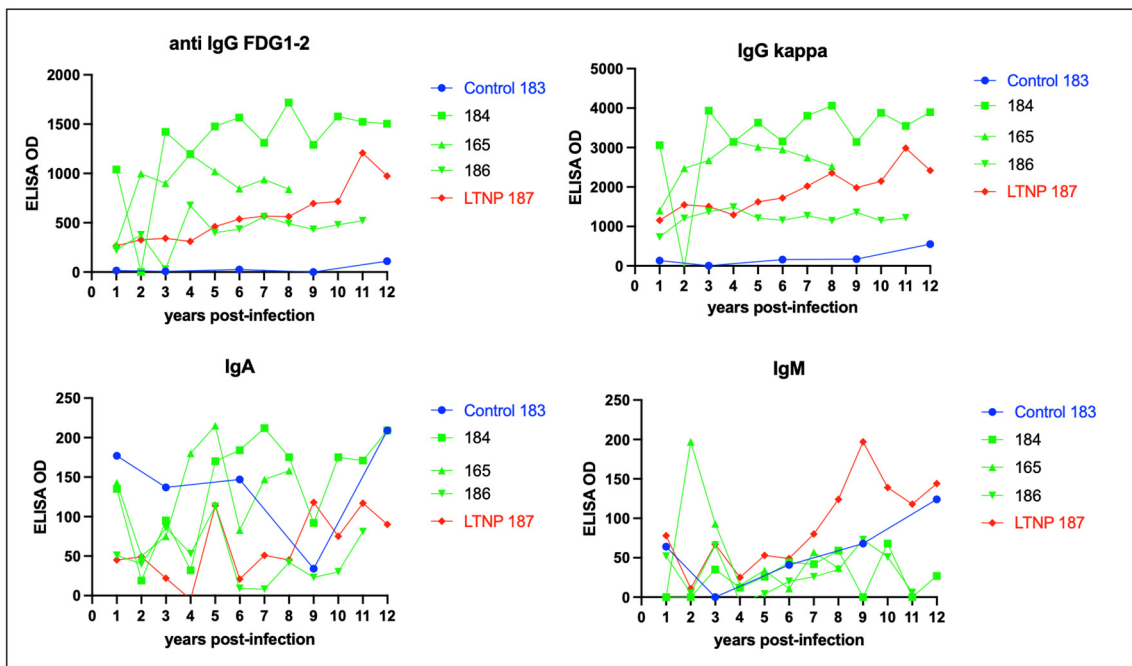 anti IgG FDG1-2
2000
1500
1000
500
0
ELISA OD
0 1 2 3 4 5 6 7 8 9 10 11 12
years post-infection
Control 183
184
165
186
LTNP 187
IgG kappa
5000
4000
3000
2000
1000
0
ELISA OD
0 1 2 3 4 5 6 7 8 9 10 11 12
years post-infection
Control 183
184
165
186
LTNP 187
IgA
250
200
150
100
50
0
ELISA OD
0 1 2 3 4 5 6 7 8 9 10 11 12
years post-infection
Control 183
184
165
186
LTNP 187
IgM
250
200
150
100
50
0
ELISA OD
0 1 2 3 4 5 6 7 8 9 10 11 12
years post-infection
Control 183
184
165
186
LTNP 187